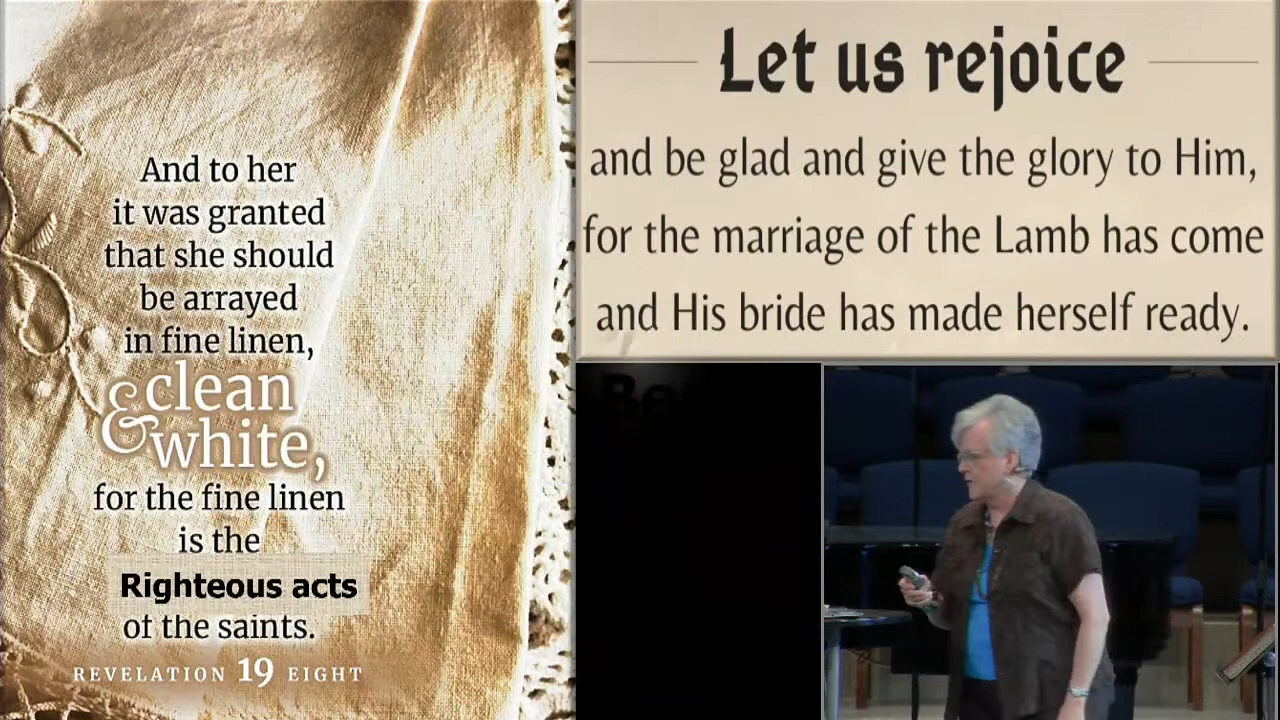 And to her
it was granted
that she should
be arrayed
in fine linen,
clean
& white,
for the fine linen
is the
Righteous acts
of the saints.
REVELATION 19 EIGHT
Let us rejoice
and be glad and give the glory to Him,
for the marriage of the Lamb has come
and His bride has made herself ready.
Re